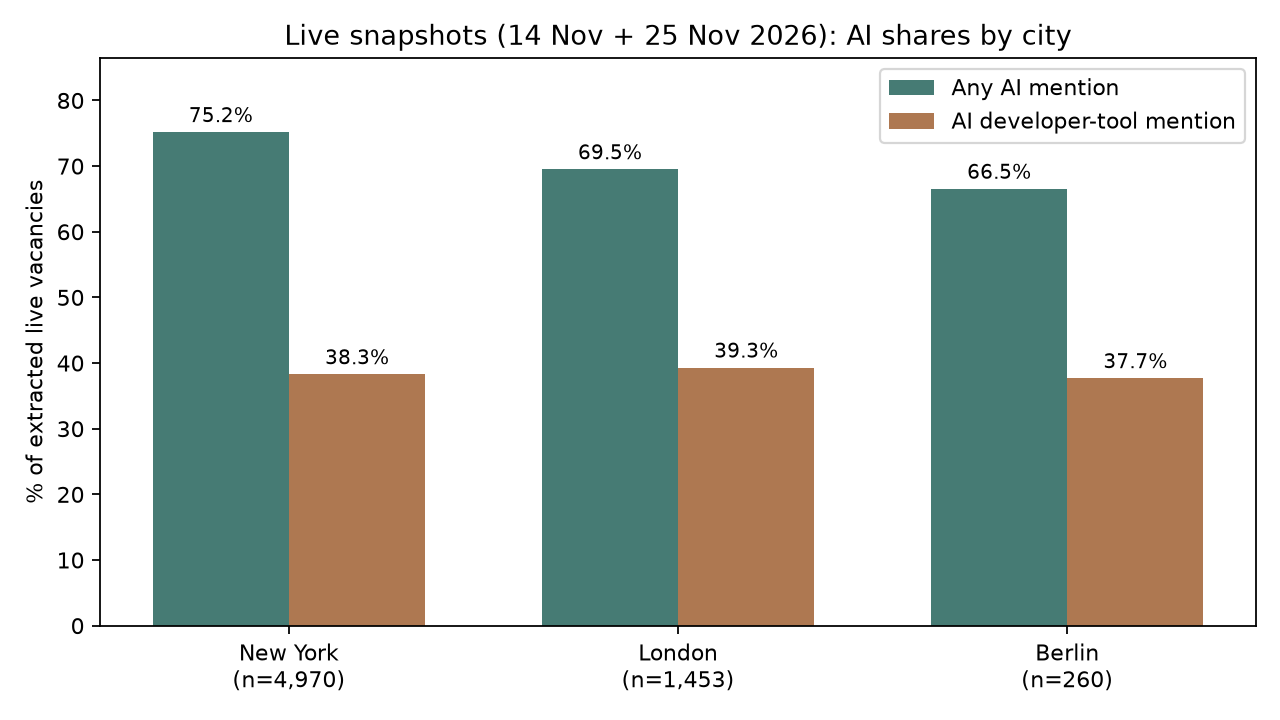 Live snapshots (14 Nov + 25 Nov 2026): AI shares by city
Any AI mention
AI developer-tool mention
% of extracted live vacancies
80
70
60
50
40
30
20
10
0
75.2%
38.3%
69.5%
39.3%
66.5%
37.7%
New York
(n=4,970)
London
(n=1,453)
Berlin
(n=260)